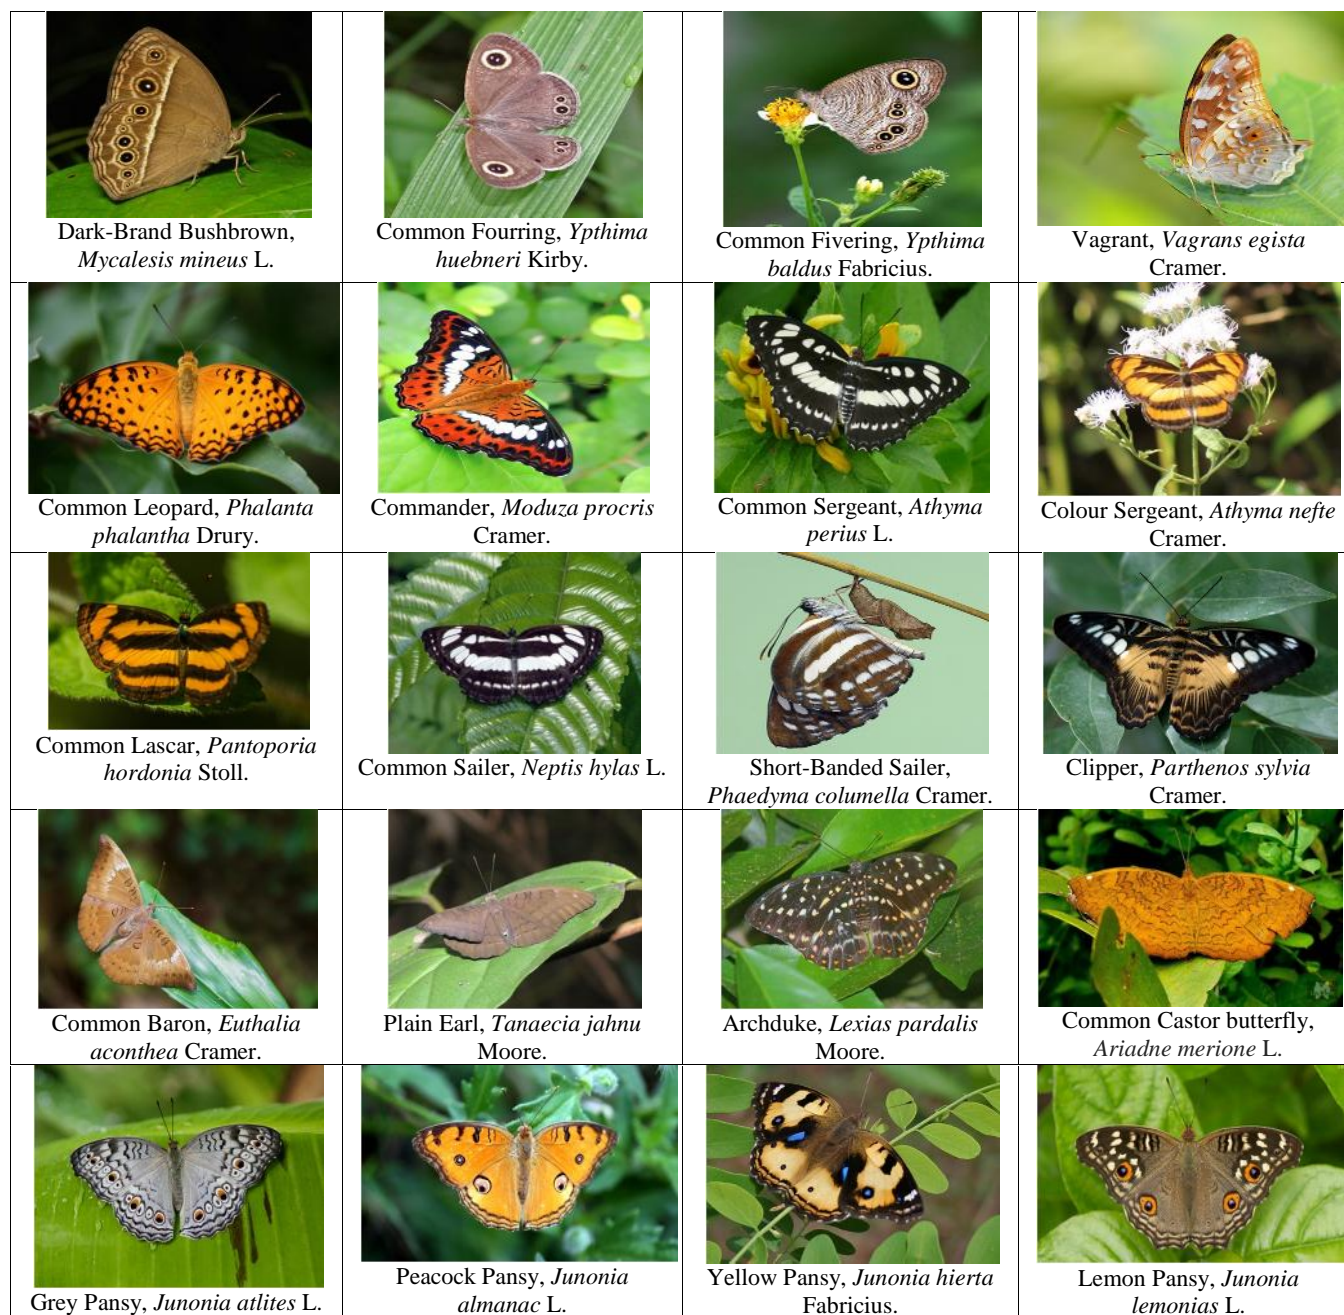 Dark-Brand Bushbrown,
Mycalesis mineus L.
Common Fourring, Ypthima
huebneri Kirby.
Common Fivering, Ypthima
baldus Fabricius.
Vagrant, Vagrans egista
Cramer.
Common Leopard, Phalanta
phalantha Drury.
Commander, Moduza procris
Cramer.
Common Sergeant, Athyma
perius L.
Colour Sergeant, Athyma nefte
Cramer.
Common Lascar, Pantoporia
hordonia Stoll.
Common Sailer, Neptis hylas L.
Short-Banded Sailer,
Phaedyma columella Cramer.
Clipper, Parthenos sylvia
Cramer.
Common Baron, Euthalia
aconthea Cramer.
Plain Earl, Tanaecia jahnu
Moore.
Archduke, Lexias pardalis
Moore.
Common Castor butterfly,
Ariadne merione L.
Grey Pansy, Junonia atlites L.
Peacock Pansy, Junonia
almanac L.
Yellow Pansy, Junonia hierta
Fabricius.
Lemon Pansy, Junonia
lemonias L.